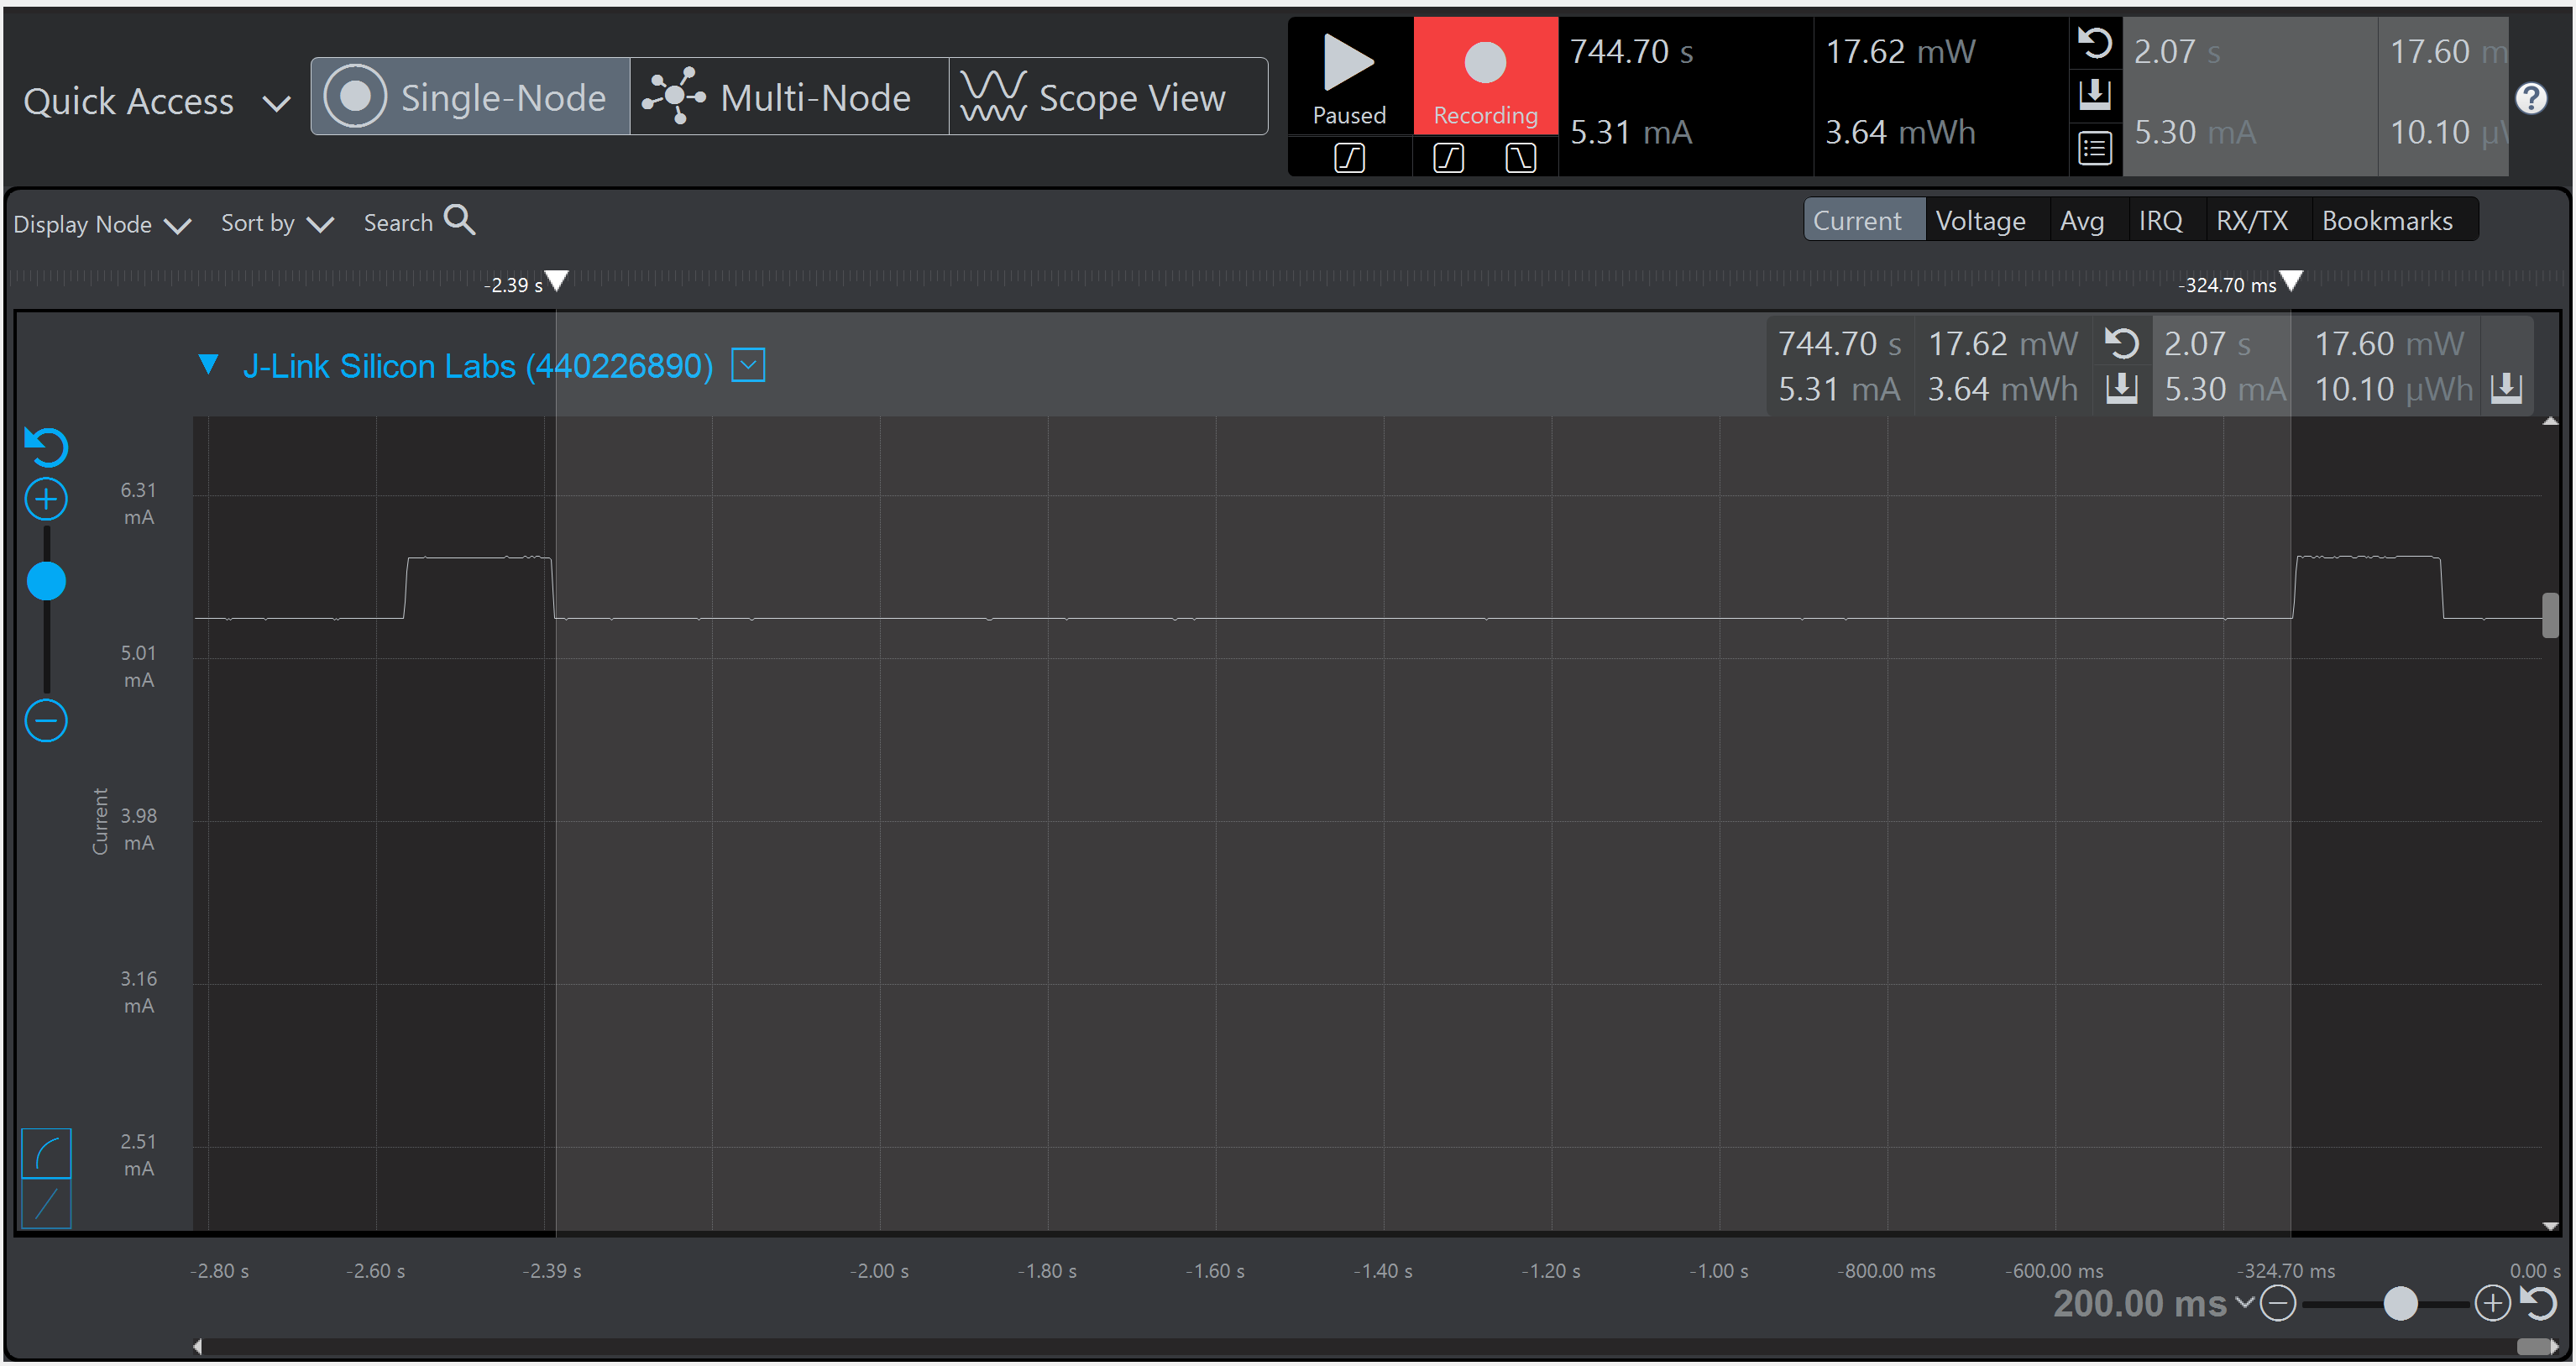 Quick Access
Single-Node
Multi-Node
Scope View
Paused
Recording
744.70 s
17.62 mW
5.31 mA
3.64 mWh
2.07 s
17.60 m
5.30 mA
10.10 µW
?
Display Node
Sort by
Search
Current
Voltage
Avg
IRQ
RX/TX
Bookmarks
-2.39 s
-324.70 ms
J-Link Silicon Labs (440226890)
744.70 s
17.62 mW
2.07 s
17.60 mW
5.31 mA
3.64 mWh
5.30 mA
10.10 µWh
6.31
mA
5.01
mA
Current
3.98
mA
3.16
mA
2.51
mA
-2.80 s
-2.60 s
-2.39 s
-2.00 s
-1.80 s
-1.60 s
-1.40 s
-1.20 s
-1.00 s
-800.00 ms
-600.00 ms
-324.70 ms
0.00 s
200.00 ms